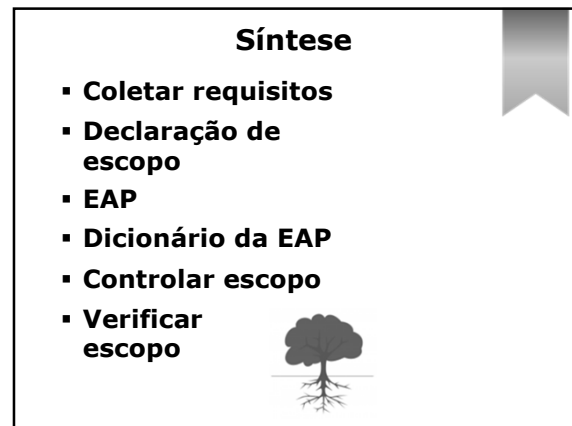 Síntese
▪ Coletar requisitos
▪ Declaração de
escopo
▪ EAP
▪ Dicionário da EAP
▪ Controlar escopo
▪ Verificar
escopo